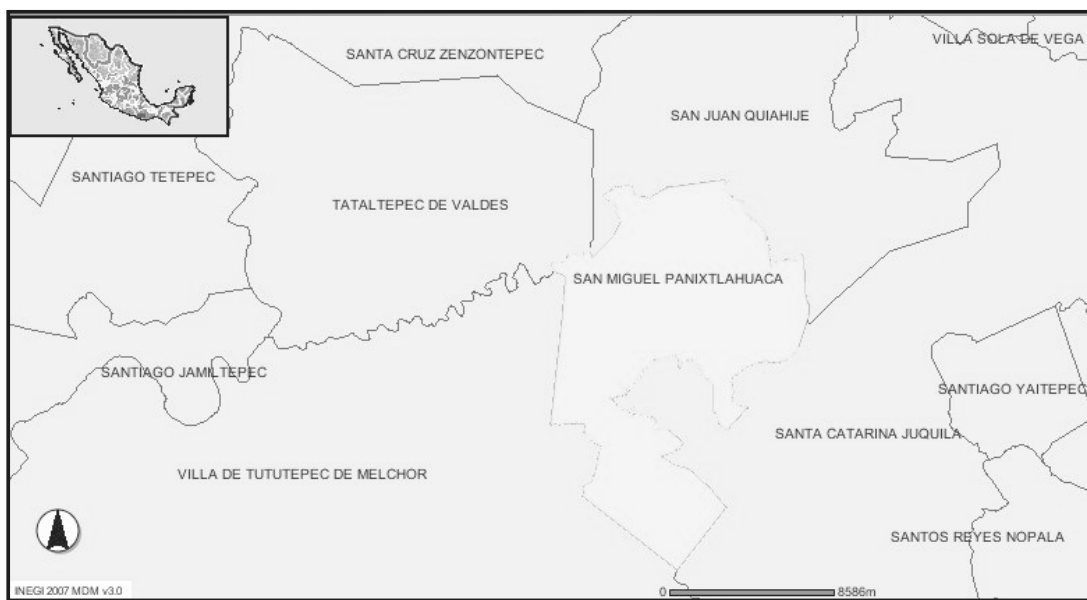 SANTA CRUZ ZENZONTEPEC
VILLA SOLA DE VEGA
SAN JUAN QUIAHIJE
SANTIAGO TETEPEC
TATALTEPEC DE VALDES
SAN MIGUEL PANIXTLAHUACA
SANTIAGO JAMILTEPEC
SANTIAGO YAITEPEC
SANTA CATARINA JUQUILA
VILLA DE TUTUTEPEC DE MELCHOR
SANTOS REYES NOPALA
INEGI 2007 MDM v3.0
0 8586m